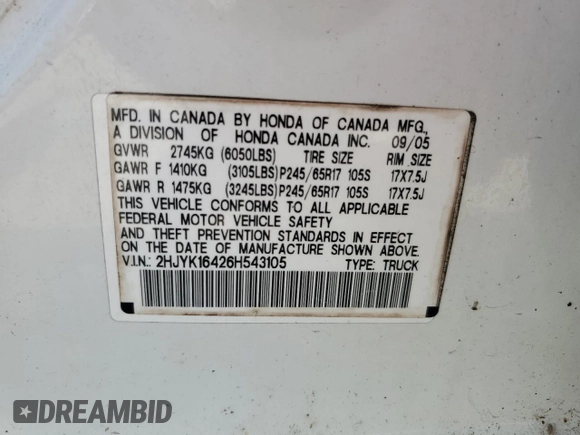 MFD. IN CANADA BY HONDA OF CANADA MFG.,
A DIVISION OF HONDA CANADA INC. 09/05
GVWR 2745KG (6050LBS) TIRE SIZE RIM SIZE
GAWR F 1410KG (3105LBS)P245/65R17 105S 17X7.5J
GAWR R 1475KG (3245LBS)P245/65R17 105S 17X7.5J
THIS VEHICLE CONFORMS TO ALL APPLICABLE
FEDERAL MOTOR VEHICLE SAFETY
AND THEFT PREVENTION STANDARDS IN EFFECT
ON THE DATE OF MANUFACTURE SHOWN ABOVE.
V.I.N.: 2HJYK16426H543105 TYPE: TRUCK
DREAMBID